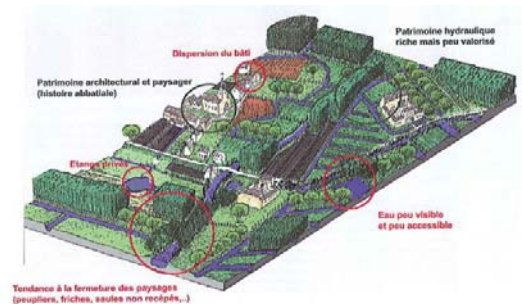 Dispersion du bâti
Patrimoine hydraulique
riche mais peu valorisé
Patrimoine architectural et paysager
(histoire abbatiale)
Etangs privés
Eau peu visible
et peu accessible
Tendance à la fermeture des paysages
(peupliers, friches, saules non recépés,..)